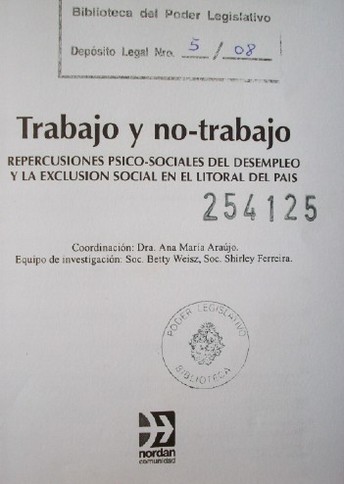 Biblioteca del Poder Legislativo
Depósito Legal Nro. 5 / 08
Trabajo y no-trabajo
REPERCUSIONES PSICO-SOCIALES DEL DESEMPLEO
Y LA EXCLUSION SOCIAL EN EL LITORAL DEL PAIS
254125
Coordinación: Dra. Ana María Araújo.
Equipo de investigación: Soc. Betty Weisz, Soc. Shirley Ferreira.
PODER LEGISLATIVO
BIBLIOTECA
nordan
comunidad